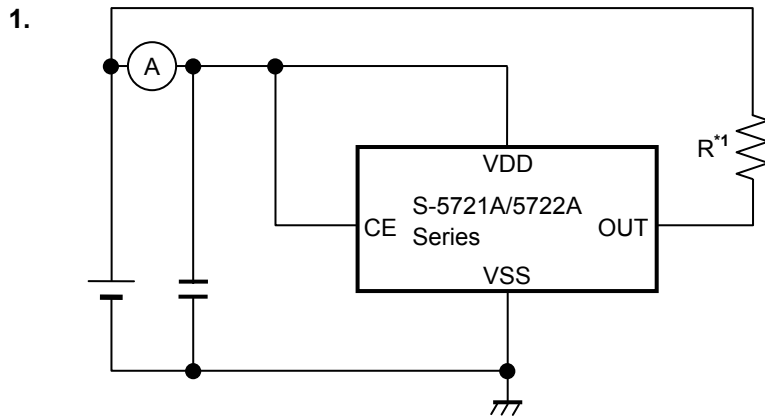 1.
A
R*1
VDD
S-5721A/5722A
CE
Series
OUT
VSS